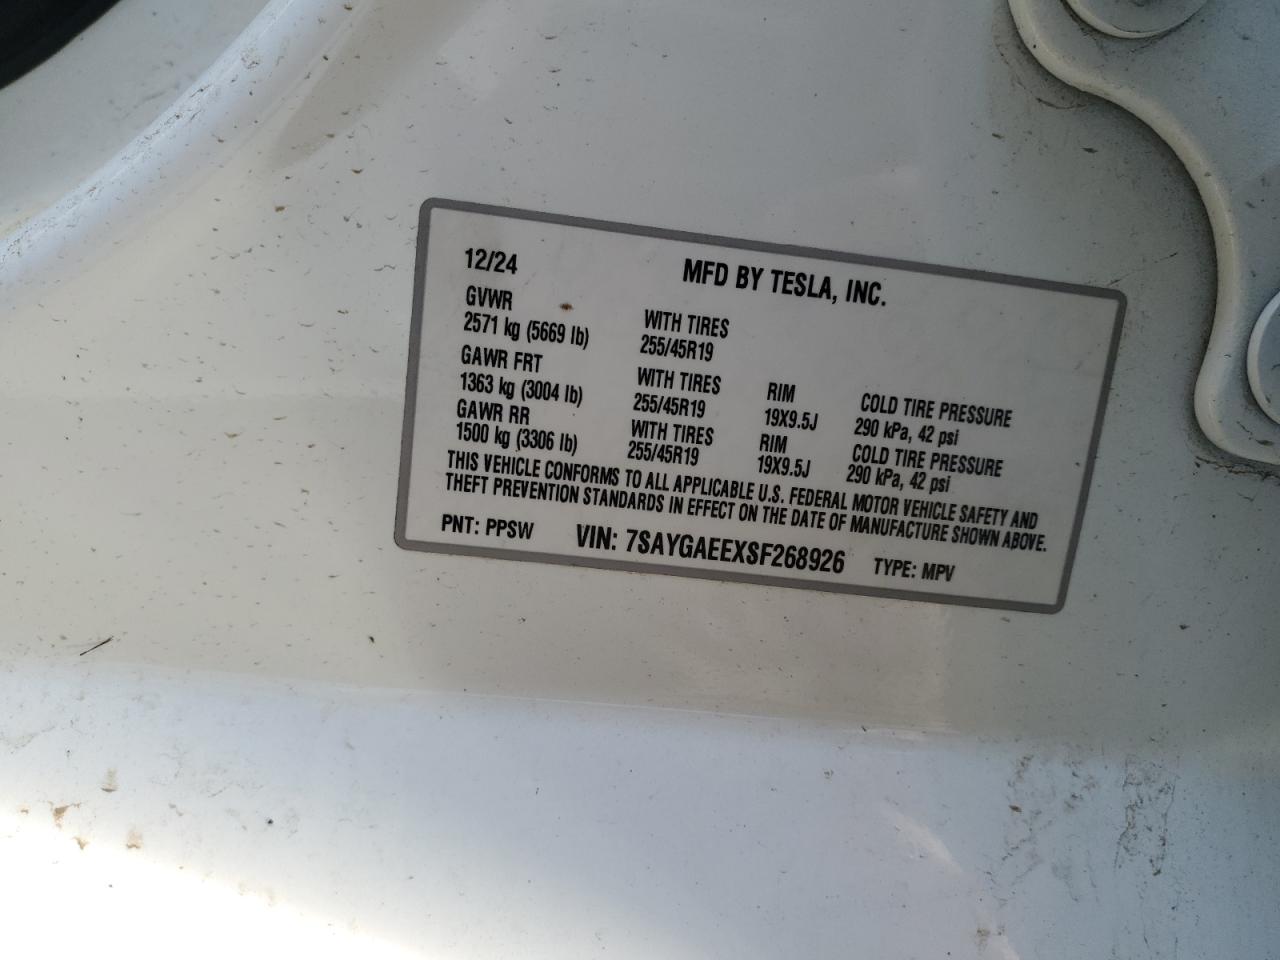 12/24 MFD BY TESLA, INC.
GVWR
2571 kg (5669 lb) WITH TIRES
255/45R19
GAWR FRT
1363 kg (3004 lb) WITH TIRES
255/45R19 RIM
19X9.5J COLD TIRE PRESSURE
290 kPa, 42 psi
GAWR RR
1500 kg (3306 lb) WITH TIRES
255/45R19 RIM
19X9.5J COLD TIRE PRESSURE
290 kPa, 42 psi
THIS VEHICLE CONFORMS TO ALL APPLICABLE U.S. FEDERAL MOTOR VEHICLE SAFETY AND
THEFT PREVENTION STANDARDS IN EFFECT ON THE DATE OF MANUFACTURE SHOWN ABOVE.
PNT: PPSW VIN: 7SAYGAEEXSF268926 TYPE: MPV